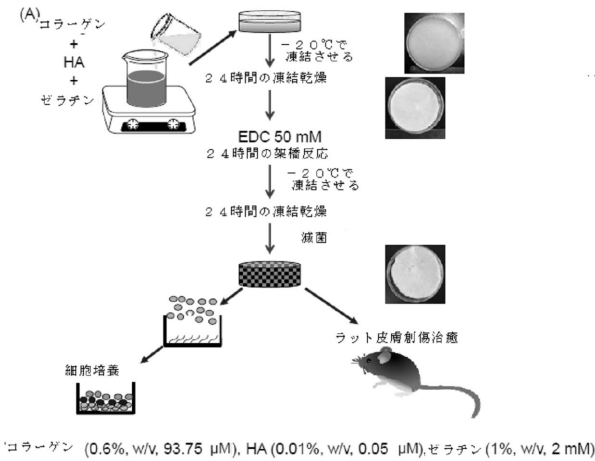 (A)
コラーゲン
+
HA
+
ゼラチン
−２０℃で
凍結させる
２４時間の凍結乾燥
EDC 50 mM
２４時間の架橋反応
−２０℃で
凍結させる
２４時間の凍結乾燥
滅菌
ラット皮膚創傷治癒
細胞培養
コラーゲン (0.6%, w/v, 93.75 µM), HA (0.01%, w/v, 0.05 µM),ゼラチン(1%, w/v, 2 mM)